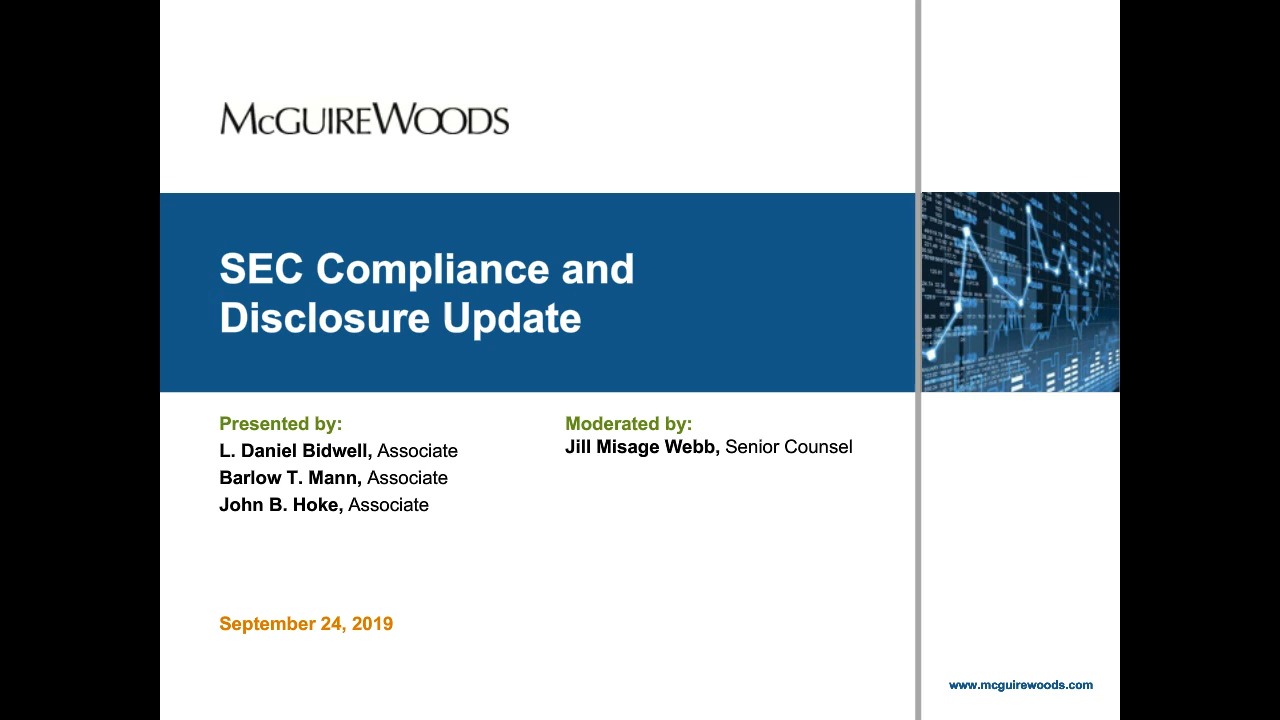 McGUIREWOODS
SEC Compliance and
Disclosure Update
Presented by:
L. Daniel Bidwell, Associate
Barlow T. Mann, Associate
John B. Hoke, Associate
Moderated by:
Jill Misage Webb, Senior Counsel
September 24, 2019
www.mcguirewoods.com